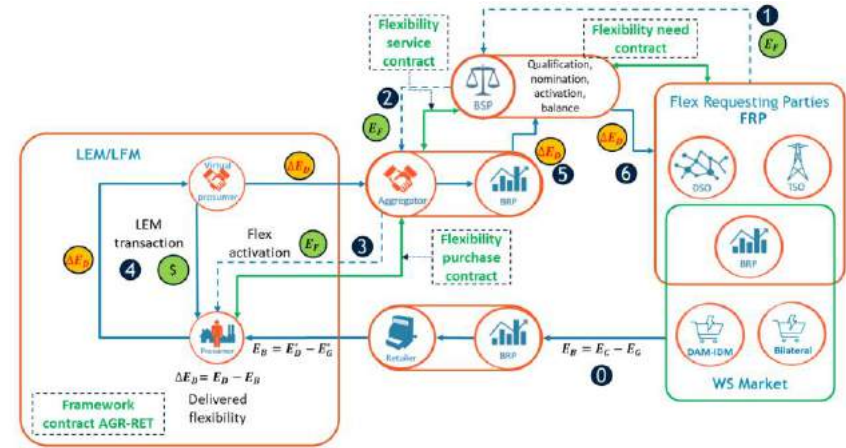 1
Flexibility
service
contract
Flexibility need
contract
E_F
Qualification,
nomination,
activation,
balance
BSP
2
E_F
Flex Requesting Parties
FRP
LEM/LFM
ΔE_D
ΔE_D
5
ΔE_D
6
DSO
TSO
Virtual
prosumer
ΔE_D
Aggregator
BRP
LEM
transaction
4
$
Flex
activation
E_F
3
Flexibility
purchase
contract
BRP
ΔE_D
Prosumer
E_B = E'_D − E'_G
Retailer
BRP
E_B = E_C − E_G
0
DAM-IDM
Bilateral
WS Market
ΔE_D = E_D − E_B
Delivered
flexibility
Framework
contract AGR-RET